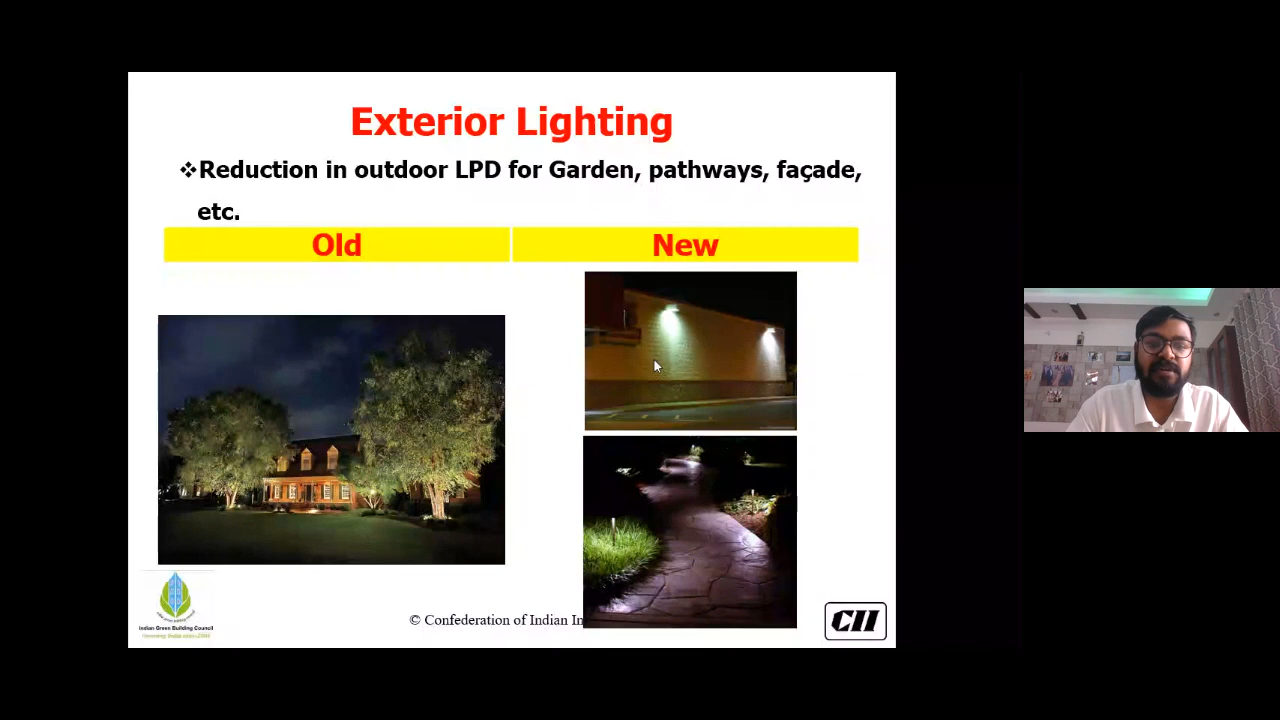 Exterior Lighting
❖Reduction in outdoor LPD for Garden, pathways, façade,
etc.
Old New
Indian Green Building Council
© Confederation of Indian In
CII